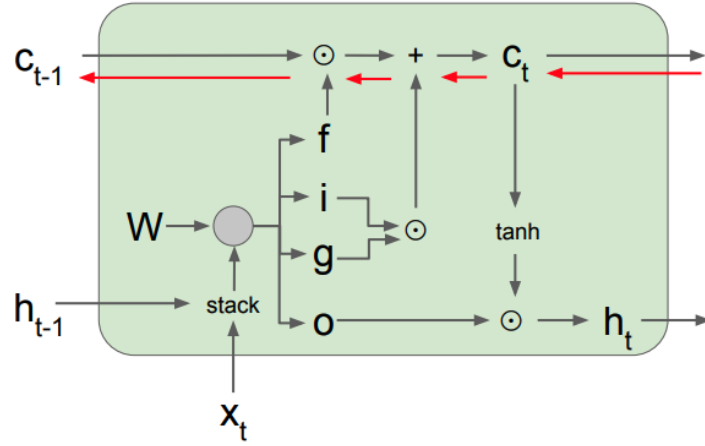 c_{t-1} ⊙ + c_t
f
W i
g ⊙ tanh
h_{t-1} stack o ⊙ h_t
x_t